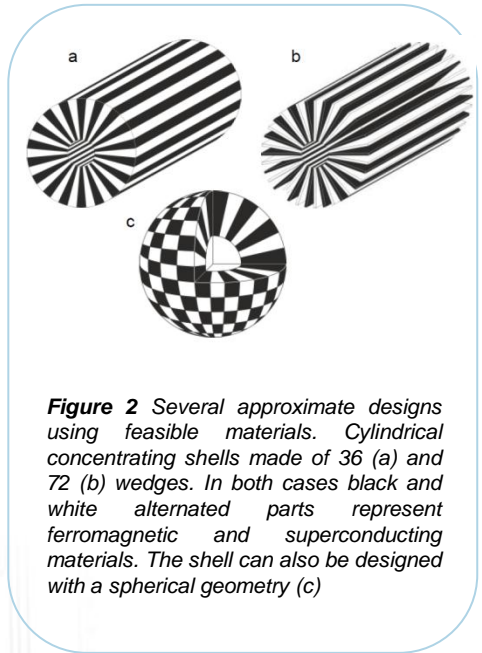 a
b
c
Figure 2 Several approximate designs
using feasible materials. Cylindrical
concentrating shells made of 36 (a) and
72 (b) wedges. In both cases black and
white alternated parts represent
ferromagnetic and superconducting
materials. The shell can also be designed
with a spherical geometry (c)